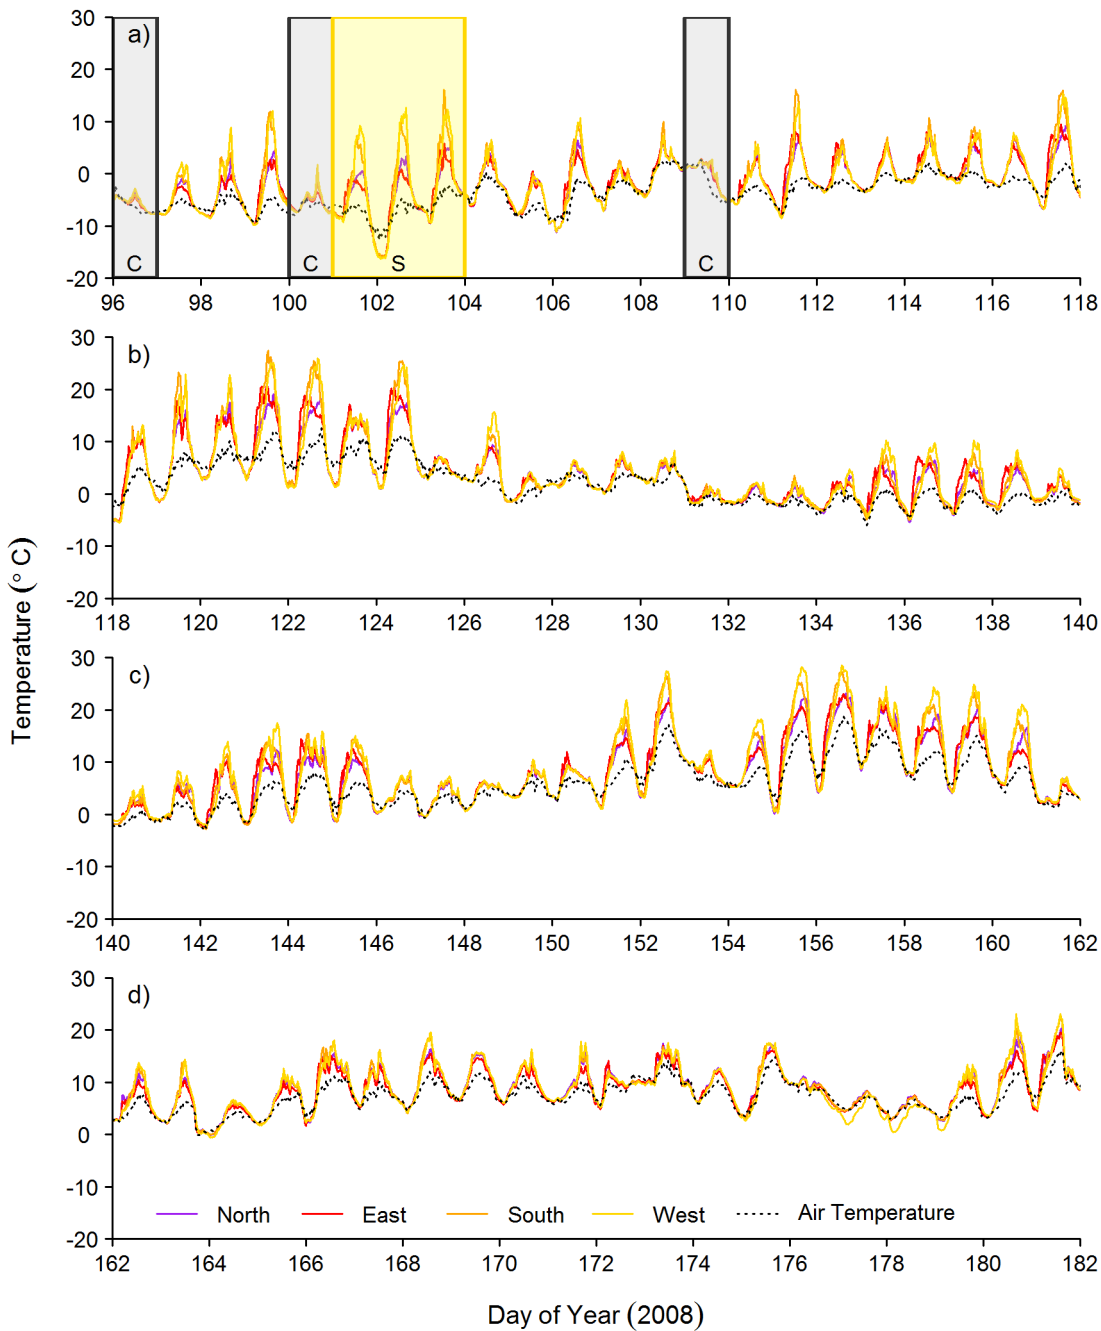 a)
30
20
10
0
-10
-20
C
C
S
C
96 98 100 102 104 106 108 110 112 114 116 118
b)
30
20
10
0
-10
-20
118 120 122 124 126 128 130 132 134 136 138 140
Temperature (° C)
c)
30
20
10
0
-10
-20
140 142 144 146 148 150 152 154 156 158 160 162
d)
30
20
10
0
-10
-20
North East South West Air Temperature
162 164 166 168 170 172 174 176 178 180 182
Day of Year (2008)